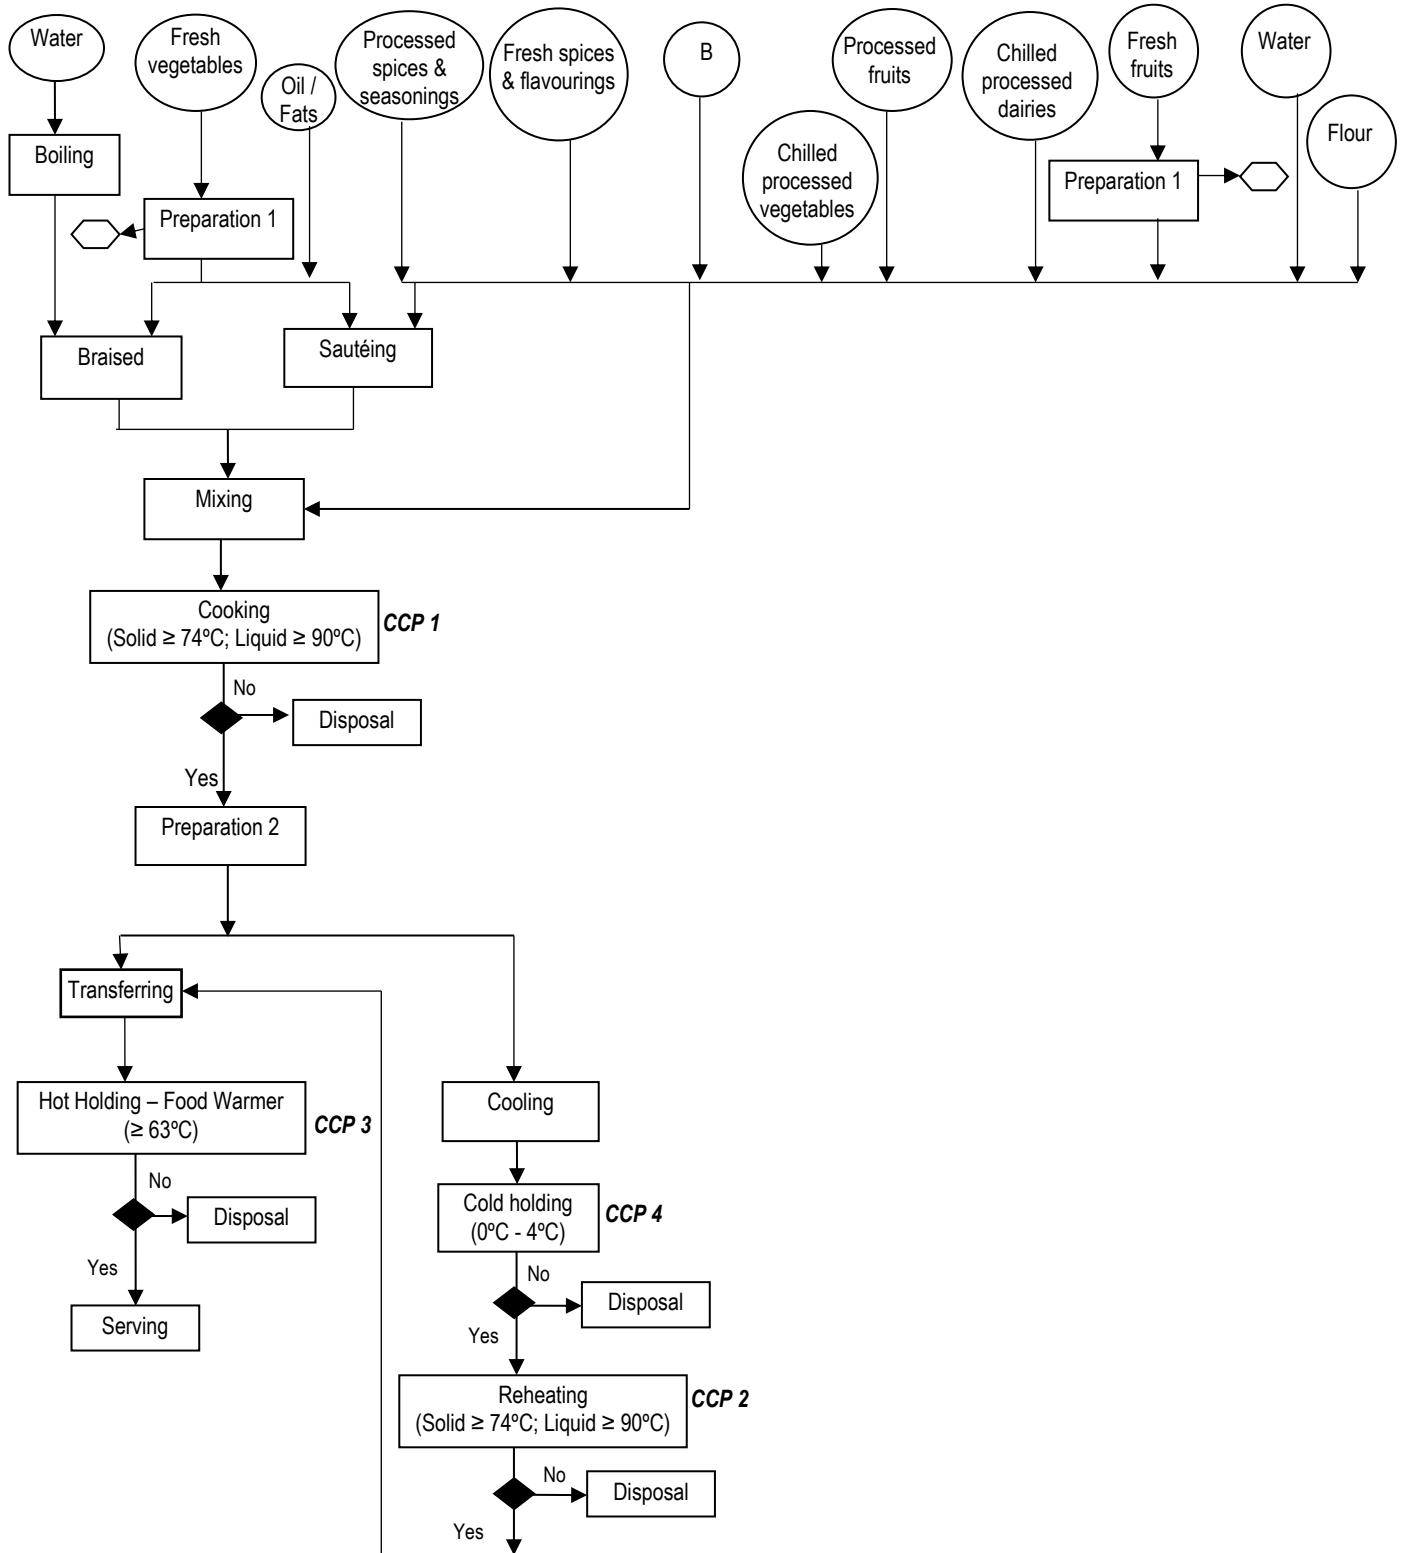 Water
Fresh
vegetables
Oil /
Fats
Processed
spices &
seasonings
Fresh spices
& flavourings
B
Chilled
processed
vegetables
Processed
fruits
Chilled
processed
dairies
Fresh
fruits
Water
Flour
Boiling
Preparation 1
Preparation 1
Braised
Sautéing
Mixing
Cooking
(Solid ≥ 74ºC; Liquid ≥ 90ºC)
CCP 1
No
Disposal
Yes
Preparation 2
Transferring
Hot Holding – Food Warmer
(≥ 63ºC)
CCP 3
No
Disposal
Yes
Serving
Cooling
Cold holding
(0ºC - 4ºC)
CCP 4
No
Disposal
Yes
Reheating
(Solid ≥ 74ºC; Liquid ≥ 90ºC)
CCP 2
No
Disposal
Yes